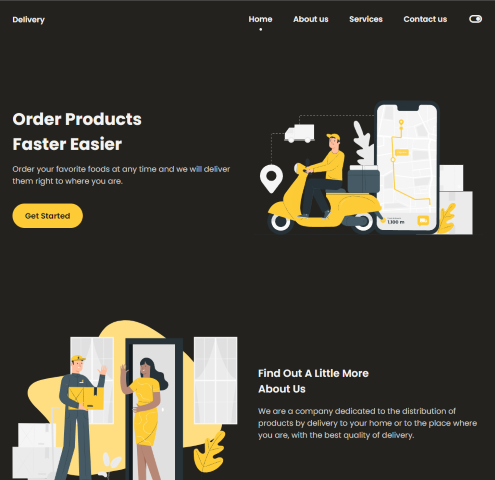 Delivery
Home
About us
Services
Contact us
Order Products
Faster Easier
Order your favorite foods at any time and we will deliver
them right to where you are.
Get Started
1.100 m
Find Out A Little More
About Us
We are a company dedicated to the distribution of
products by delivery to your home or to the place where
you are, with the best quality of delivery.